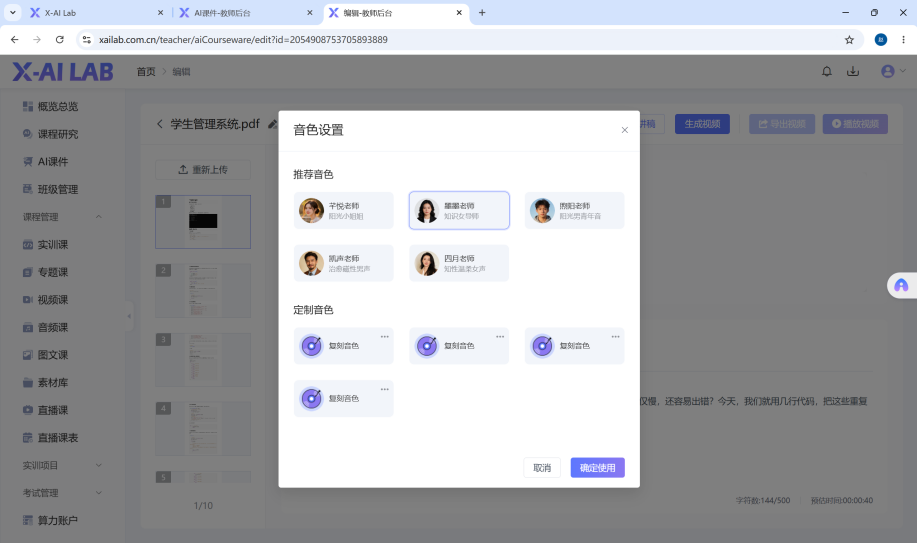 X-AI Lab
AI课件-教师后台
编辑-教师后台
xailab.com.cn/teacher/aiCourseware/edit?id=2054908753705893889
X-AI LAB
首页
编辑
概览总览
课程研究
AI课件
班级管理
课程管理
实训课
专题课
视频课
音频课
图文课
素材库
直播课
直播课表
实训项目
考试管理
算力账户
学生管理系统.pdf
讲稿
生成视频
导出视频
播放视频
重新上传
1
2
3
4
5
1/10
音色设置
推荐音色
芊悦老师
阳光小姐姐
墨墨老师
知识女导师
煦阳老师
阳光男青年音
凯声老师
治愈磁性男声
四月老师
知性温柔女声
定制音色
复刻音色
复刻音色
复刻音色
复刻音色
取消
确定使用
仅慢，还容易出错？今天，我们就用几行代码，把这些重复
字符数:144/500
预估时间:00:00:40